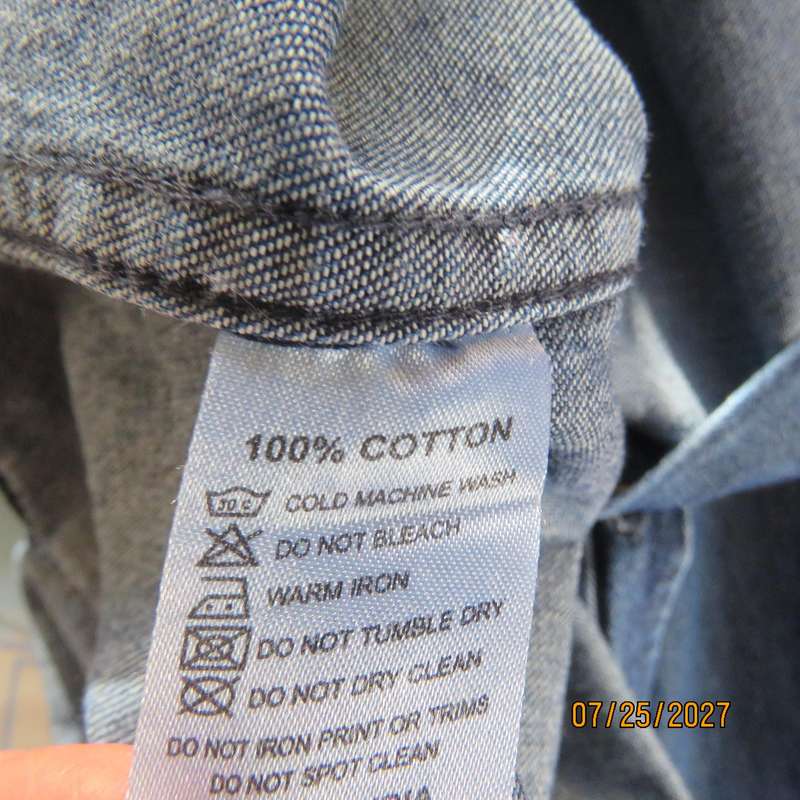 100% COTTON
30 C COLD MACHINE WASH
DO NOT BLEACH
WARM IRON
DO NOT TUMBLE DRY
DO NOT DRY CLEAN
DO NOT IRON PRINT OR TRIMS
DO NOT SPOT CLEAN
07/25/2027